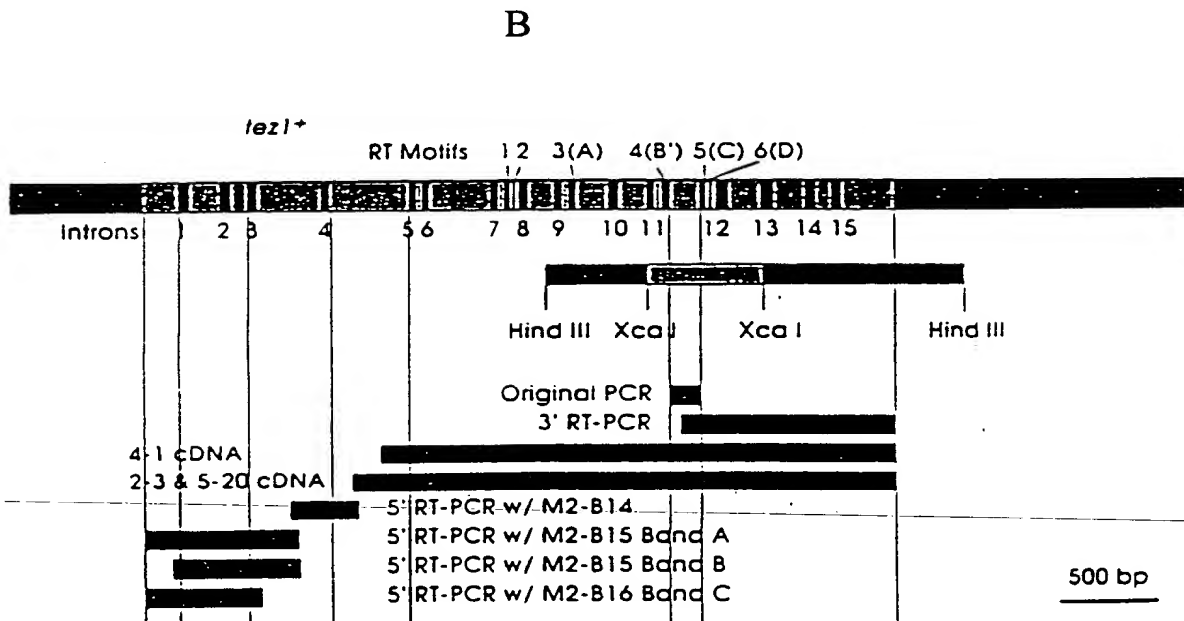 B
tez1+
RT Motifs 1 2 3(A) 4(B') 5(C) 6(D)
Introns 1 2 3 4 5 6 7 8 9 10 11 12 13 14 15
Hind III Xca I Xca I Hind III
Original PCR
3' RT-PCR
4-1 cDNA
2-3 & 5-20 cDNA
5' RT-PCR w/ M2-B14
5' RT-PCR w/ M2-B15 Band A
5' RT-PCR w/ M2-B15 Band B
5' RT-PCR w/ M2-B16 Band C
500 bp